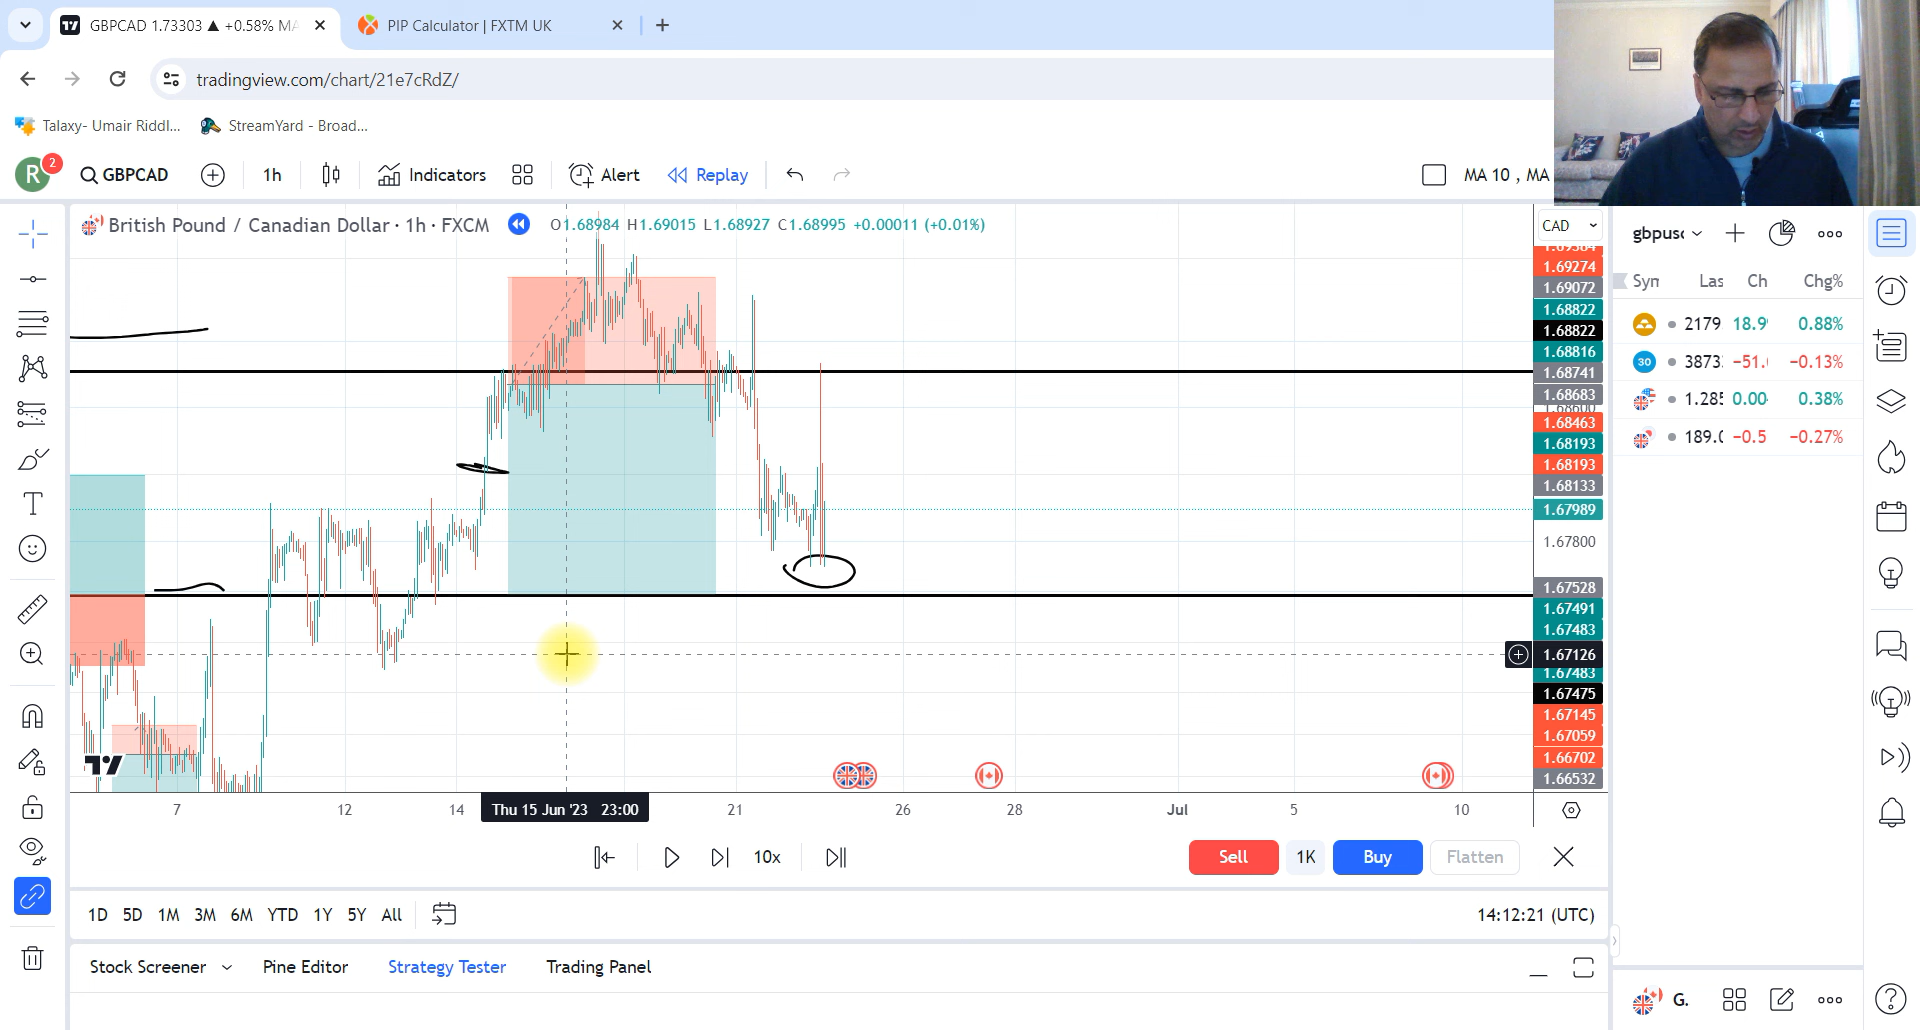 GBPCAD 1.73303 ▲ +0.58% MA
PIP Calculator | FXTM UK
tradingview.com/chart/21e7cRdZ/
Talaxy- Umair Riddl...
StreamYard - Broad...
R
2
GBPCAD
1h
Indicators
Alert
Replay
MA 10 , MA
British Pound / Canadian Dollar · 1h · FXCM
O1.68984 H1.69015 L1.68927 C1.68995 +0.00011 (+0.01%)
CAD
1.69274
1.69072
1.68822
1.68822
1.68816
1.68741
1.68683
1.68600
1.68463
1.68193
1.68193
1.68133
1.67989
1.67800
1.67528
1.67491
1.67483
1.67126
1.67483
1.67475
1.67145
1.67059
1.66702
1.66532
7
12
14
Thu 15 Jun '23 23:00
21
26
28
Jul
5
10
10x
Sell
1K
Buy
Flatten
1D 5D 1M 3M 6M YTD 1Y 5Y All
14:12:21 (UTC)
Stock Screener
Pine Editor
Strategy Tester
Trading Panel
gbpusd
Sym Las Ch Chg%
2179 18.9 0.88%
30 3873 −51. −0.13%
1.285 0.00 0.38%
189.0 −0.5 −0.27%
G.